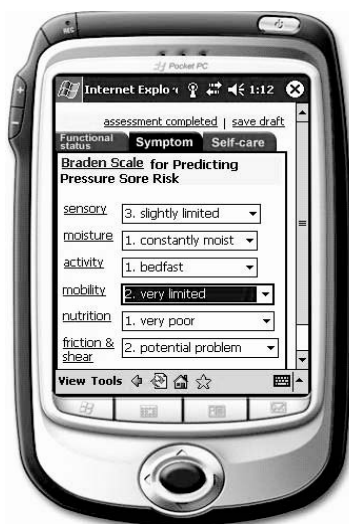 REC
Pocket PC
Internet Explo 1:12
assessment completed | save draft
Functional status Symptom Self-care
Braden Scale for Predicting
Pressure Sore Risk
sensory 3. slightly limited
moisture 1. constantly moist
activity 1. bedfast
mobility 2. very limited
nutrition 1. very poor
friction & shear 2. potential problem
View Tools